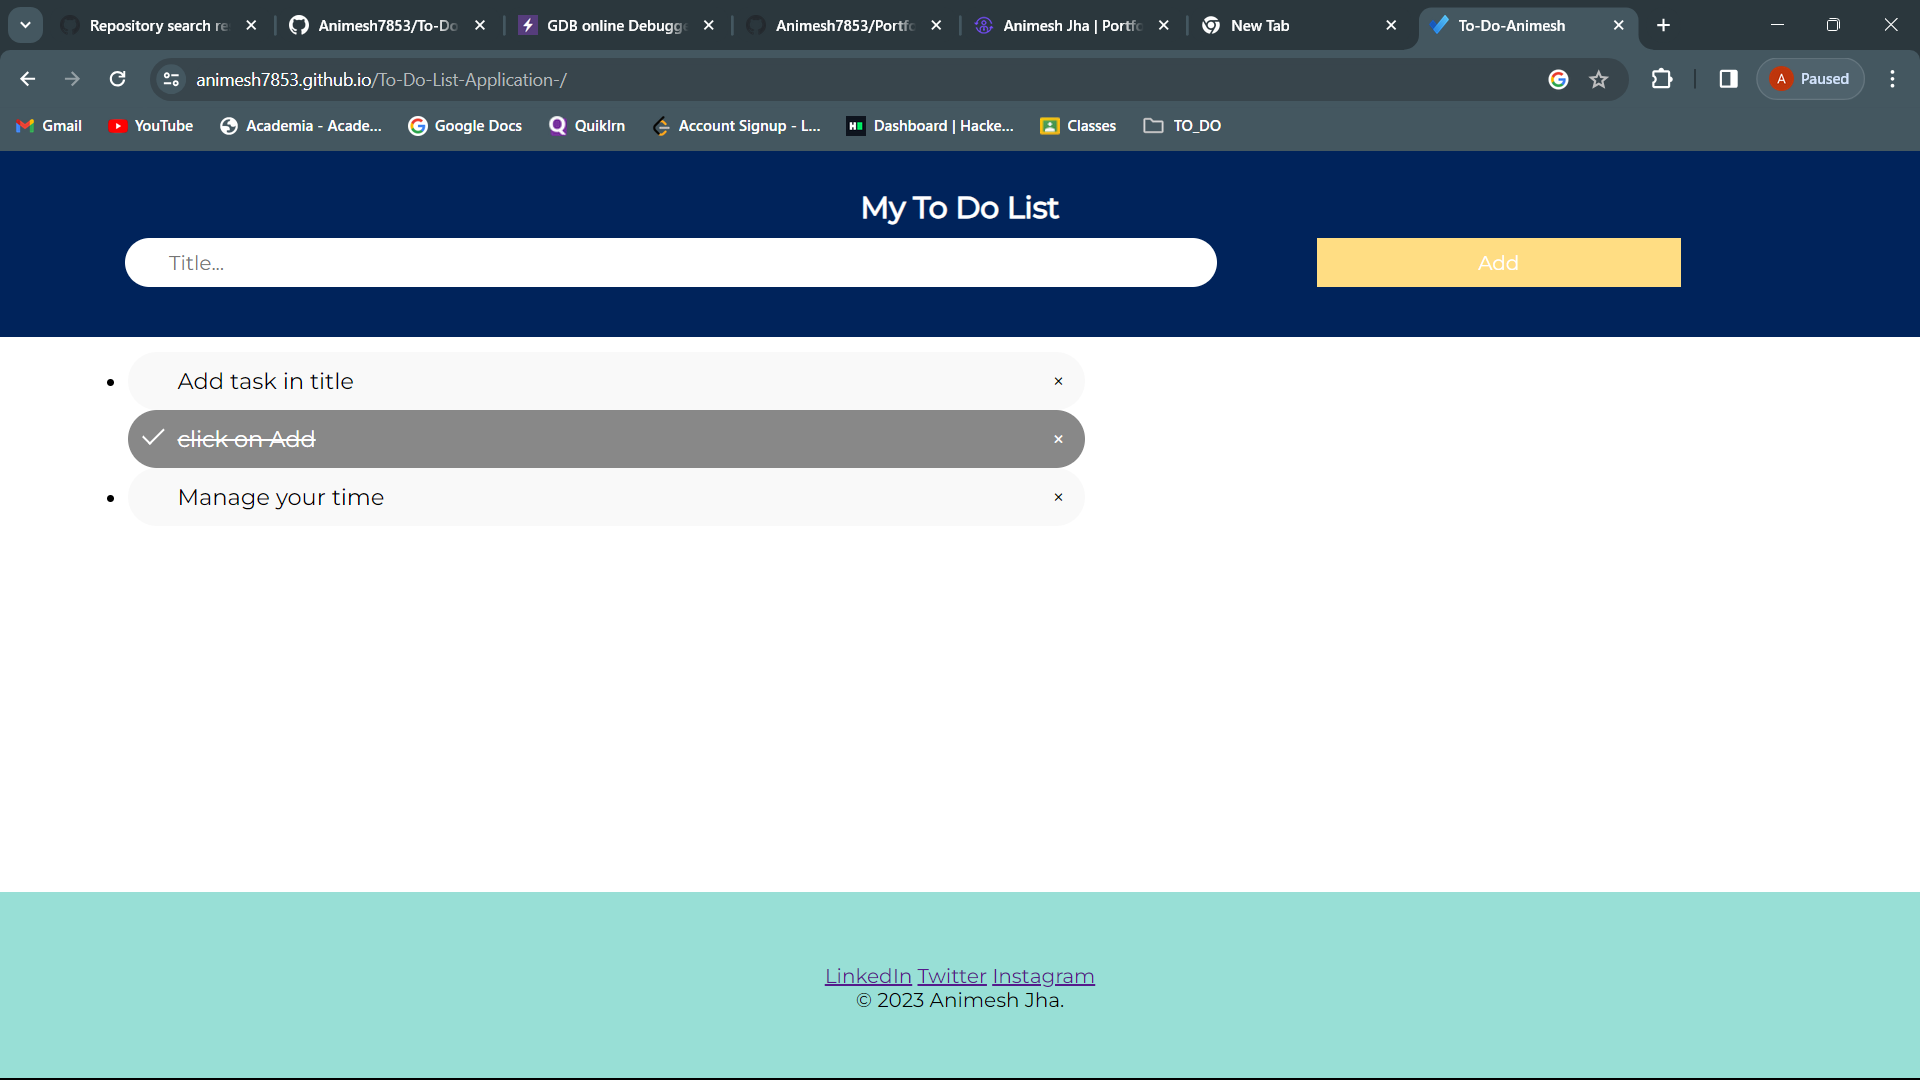 Repository search re
Animesh7853/To-Do
GDB online Debugge
Animesh7853/Portfo
Animesh Jha | Portfo
New Tab
To-Do-Animesh
animesh7853.github.io/To-Do-List-Application-/
A Paused
Gmail
YouTube
Academia - Acade...
Google Docs
Quiklrn
Account Signup - L...
Dashboard | Hacke...
Classes
TO_DO
My To Do List
Title...
Add
Add task in title ×
click on Add ×
Manage your time ×
LinkedIn Twitter Instagram
© 2023 Animesh Jha.